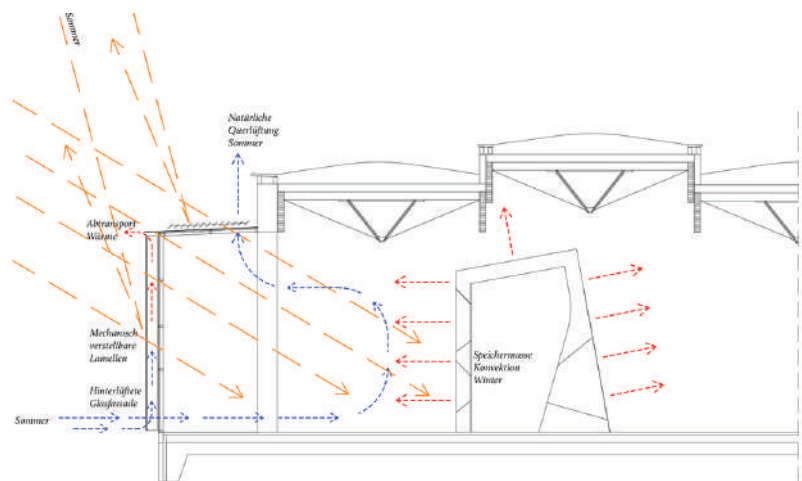 Sommer
Natürliche
Querlüftung
Sommer
Abtransport
Wärme
Mechanisch
verstellbare
Lamellen
Speichermasse
Konvektion
Winter
Hinterlüftete
Glasfassade
Sommer